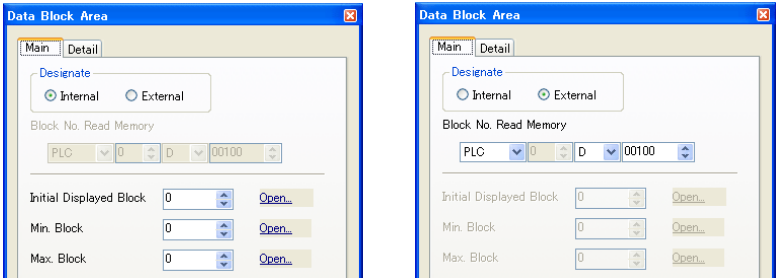 Data Block Area
Main Detail
Designate
Internal External
Block No. Read Memory
PLC 0 D 00100
Initial Displayed Block 0 Open...
Min. Block 0 Open...
Max. Block 0 Open...
Data Block Area
Main Detail
Designate
Internal External
Block No. Read Memory
PLC 0 D 00100
Initial Displayed Block 0 Open...
Min. Block 0 Open...
Max. Block 0 Open...